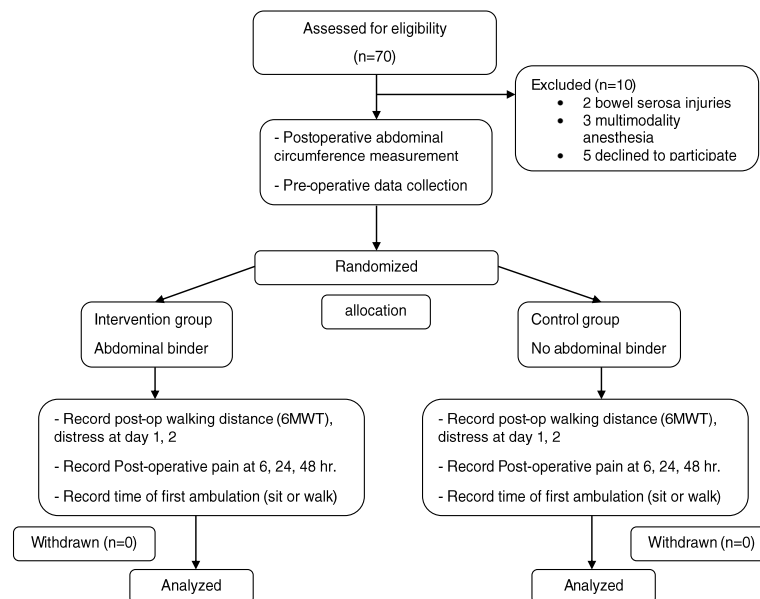 Assessed for eligibility
(n=70)
Excluded (n=10)
• 2 bowel serosa injuries
• 3 multimodality
anesthesia
• 5 declined to participate
- Postoperative abdominal
circumference measurement
- Pre-operative data collection
Randomized
allocation
Intervention group
Abdominal binder
Control group
No abdominal binder
- Record post-op walking distance (6MWT),
distress at day 1, 2
- Record Post-operative pain at 6, 24, 48 hr.
- Record time of first ambulation (sit or walk)
- Record post-op walking distance (6MWT),
distress at day 1, 2
- Record Post-operative pain at 6, 24, 48 hr.
- Record time of first ambulation (sit or walk)
Withdrawn (n=0)
Withdrawn (n=0)
Analyzed
Analyzed